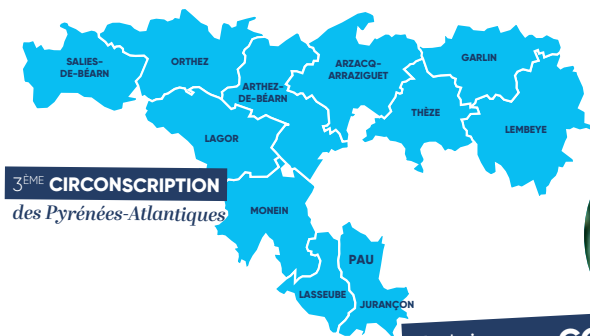 SALIES-
DE-BÉARN
ORTHEZ
ARTHEZ-
DE-BÉARN
ARZACQ-
ARRAZIGUET
GARLIN
THÈZE
LEMBEYE
LAGOR
3ÈME CIRCONSCRIPTION
des Pyrénées-Atlantiques
MONEIN
PAU
LASSEUBE
JURANÇON